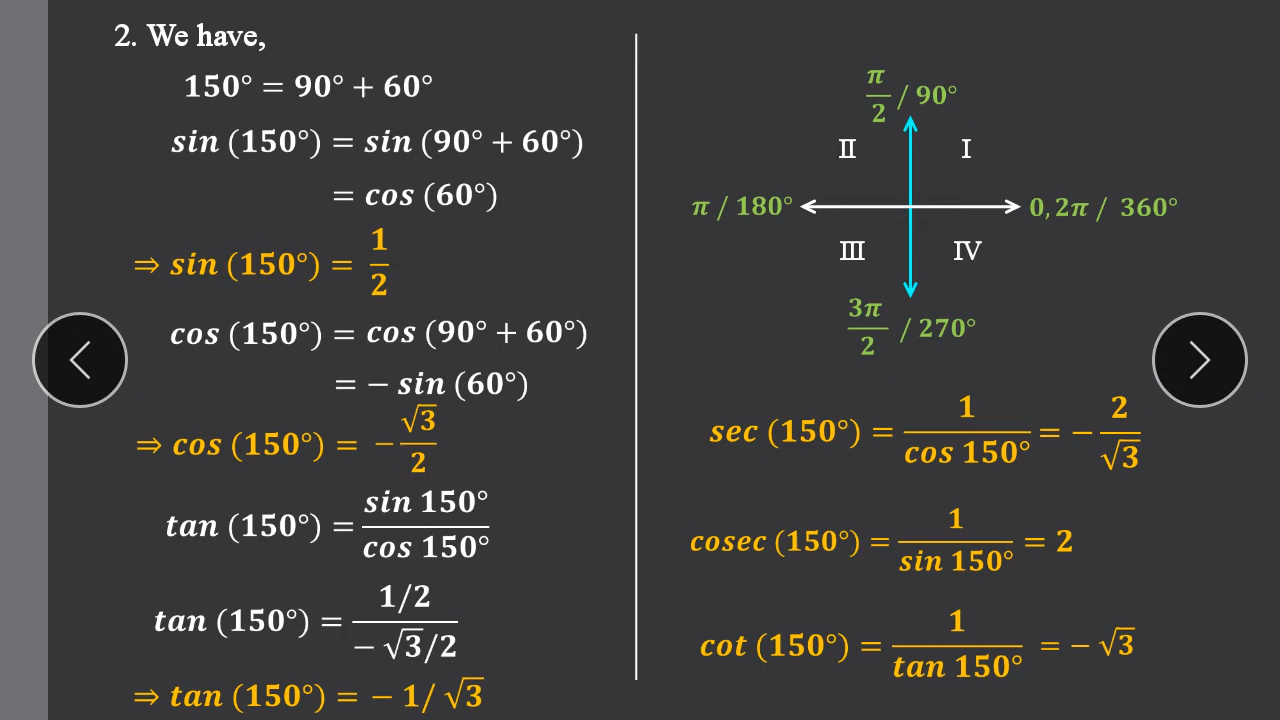 2. We have,
150° = 90° + 60°
sin (150°) = sin (90° + 60°)
= cos (60°)
⇒ sin (150°) = 1/2
cos (150°) = cos (90° + 60°)
= − sin (60°)
⇒ cos (150°) = −√3/2
tan (150°) = sin 150°/cos 150°
tan (150°) = 1/2/− √3/2
⇒ tan (150°) = − 1/ √3
π/2 / 90°
II I
π / 180° 0, 2π / 360°
III IV
3π/2 / 270°
sec (150°) = 1/cos 150° = − 2/√3
cosec (150°) = 1/sin 150° = 2
cot (150°) = 1/tan 150° = − √3